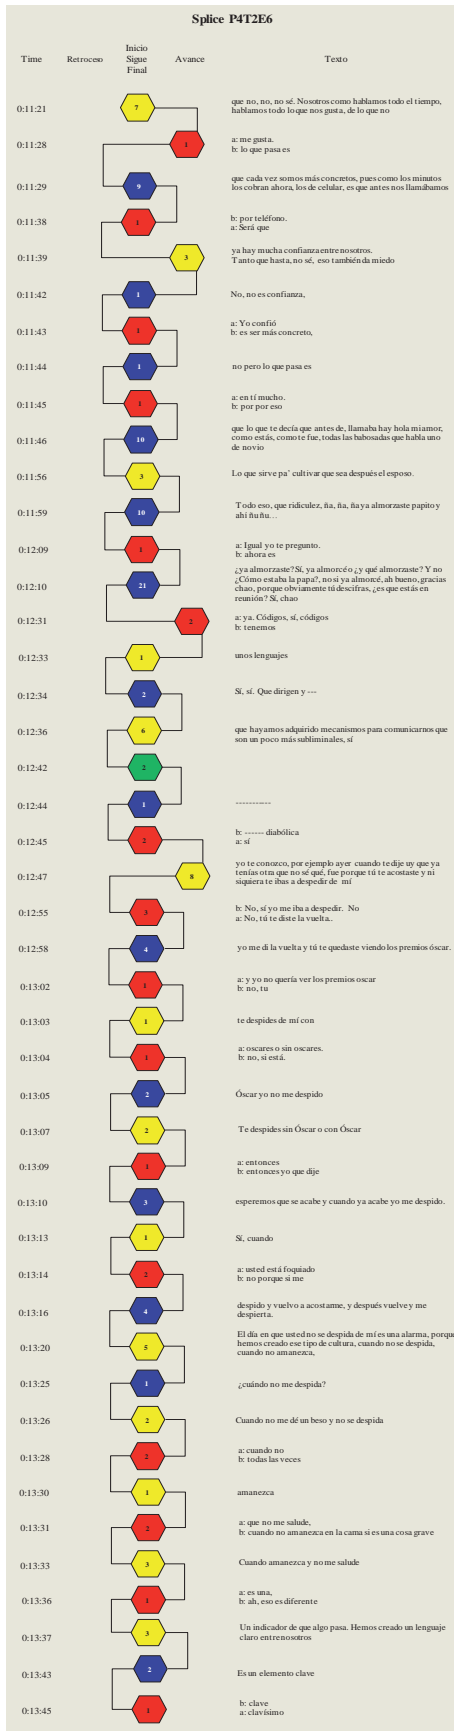 Splice P4T2E6
Time
Retroceso
Inicio
Sigue
Final
Avance
Texto
0:11:21
7
que no, no, no sé. Nosotros como hablamos todo el tiempo,
hablamos todo lo que nos gusta, de lo que no
0:11:28
1
a: me gusta.
b: lo que pasa es
0:11:29
9
que cada vez somos más concretos, pues como los minutos
los cobran ahora, los de celular, es que antes nos llamábamos
0:11:38
1
b: por teléfono.
a: Será que
0:11:39
3
ya hay mucha confianza entre nosotros.
Tanto que hasta, no sé, eso también da miedo
0:11:42
1
No, no es confianza,
0:11:43
1
a: Yo confió
b: es ser más concreto,
0:11:44
1
no pero lo que pasa es
0:11:45
1
a: en tí mucho.
b: por por eso
0:11:46
10
que lo que te decía que antes de, llamaba hay hola mi amor,
como estás, como te fue, todas las babosadas que habla uno
de novio
0:11:56
3
Lo que sirve pa' cultivar que sea después el esposo.
0:11:59
10
Todo eso, que ridiculez, ña, ña, ña ya almorzaste papito y
ahi ñu ñu…
0:12:09
1
a: Igual yo te pregunto.
b: ahora es
0:12:10
21
¿ya almorzaste? Sí, ya almorcé o ¿y qué almorzaste? Y no
¿Cómo estaba la papa?, no si ya almorcé, ah bueno, gracias
chao, porque obviamente tú descifras, ¿es que estás en
reunión? Sí, chao
0:12:31
2
a: ya. Códigos, sí, códigos
b: tenemos
0:12:33
1
unos lenguajes
0:12:34
2
Sí, sí. Que dirigen y ---
0:12:36
6
que hayamos adquirido mecanismos para comunicarnos que
son un poco más subliminales, sí
0:12:42
2
0:12:44
1
-----------
0:12:45
2
b: ------ diabólica
a: sí
0:12:47
8
yo te conozco, por ejemplo ayer cuando te dije uy que ya
tenías otra que no sé qué, fue porque tú te acostaste y ni
siquiera te ibas a despedir de mí
0:12:55
3
b: No, sí yo me iba a despedir. No
a: No, tú te diste la vuelta..
0:12:58
4
yo me di la vuelta y tú te quedaste viendo los premios óscar.
0:13:02
1
a: y yo no quería ver los premios oscar
b: no, tu
0:13:03
1
te despides de mí con
0:13:04
1
a: oscares o sin oscares.
b: no, si está.
0:13:05
2
Óscar yo no me despido
0:13:07
2
Te despides sin Óscar o con Óscar
0:13:09
1
a: entonces
b: entonces yo que dije
0:13:10
3
esperemos que se acabe y cuando ya acabe yo me despido.
0:13:13
1
Sí, cuando
0:13:14
2
a: usted está foquiado
b: no porque si me
0:13:16
4
despido y vuelvo a acostarme, y después vuelve y me
despierta.
0:13:20
5
El día en que usted no se despida de mí es una alarma, porque
hemos creado ese tipo de cultura, cuando no se despida,
cuando no amanezca,
0:13:25
1
¿cuándo no me despida?
0:13:26
2
Cuando no me dé un beso y no se despida
0:13:28
2
a: cuando no
b: todas las veces
0:13:30
1
amanezca
0:13:31
2
a: que no me salude,
b: cuando no amanezca en la cama si es una cosa grave
0:13:33
3
Cuando amanezca y no me salude
0:13:36
1
a: es una,
b: ah, eso es diferente
0:13:37
3
Un indicador de que algo pasa. Hemos creado un lenguaje
claro entre nosotros
0:13:43
2
Es un elemento clave
0:13:45
1
b: clave
a: clavísimo